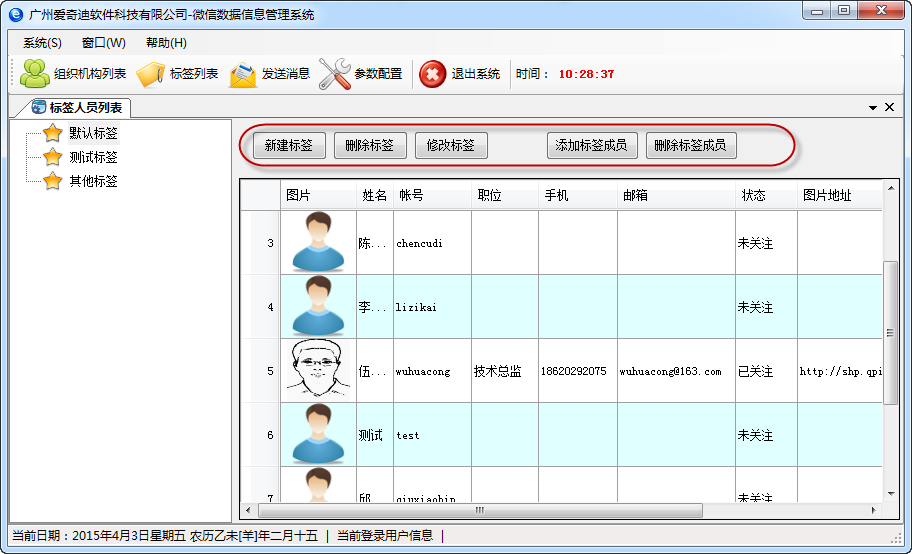 广州爱奇迪软件科技有限公司-微信数据信息管理系统
系统(S) 窗口(W) 帮助(H)
组织机构列表 标签列表 发送消息 参数配置 退出系统 时间： 10:28:37
标签人员列表
默认标签
测试标签
其他标签
新建标签 删除标签 修改标签 添加标签成员 删除标签成员
图片 姓名 帐号 职位 手机 邮箱 状态 图片地址
3 陈... chencudi 未关注
4 李... lizikai 未关注
5 伍... wuhuacong 技术总监 18620292075 wuhuacong@163.com 已关注 http://shp.qpi
6 测试 test 未关注
7 邱 qiuxiaobin 未关注
当前日期：2015年4月3日星期五 农历乙未[羊]年二月十五 | 当前登录用户信息 |